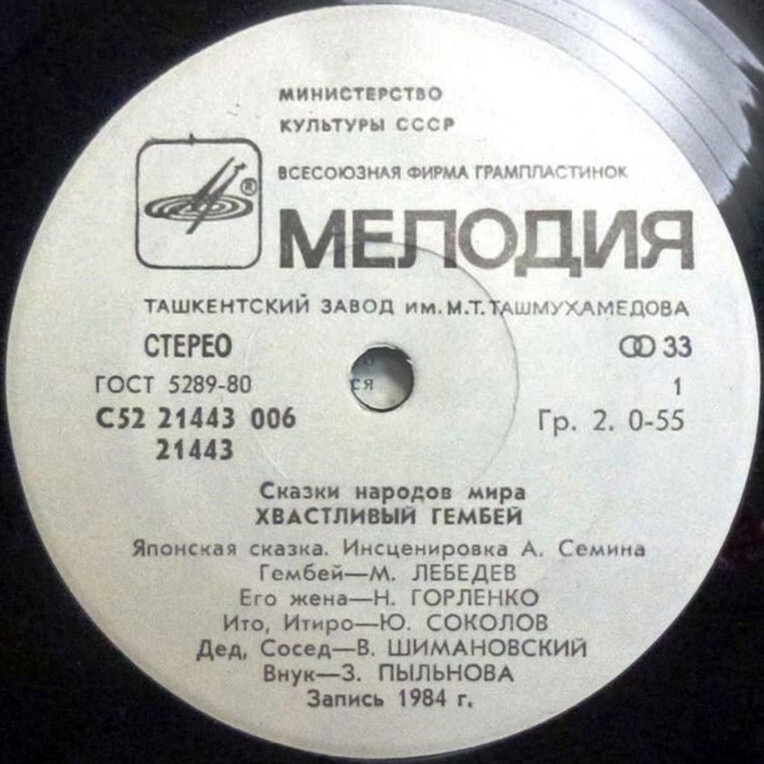 МИНИСТЕРСТВО
КУЛЬТУРЫ СССР
ВСЕСОЮЗНАЯ ФИРМА ГРАМПЛАСТИНОК
®
МЕЛОДИЯ
ТАШКЕНТСКИЙ ЗАВОД им. М.Т. ТАШМУХАМЕДОВА
СТЕРЕО 33
ГОСТ 5289-80 1
С52 21443 006 Гр. 2. 0-55
21443
Сказки народов мира
ХВАСТЛИВЫЙ ГЕМБЕЙ
Японская сказка. Инсценировка А. Семина
Гембей—М. ЛЕБЕДЕВ
Его жена—Н. ГОРЛЕНКО
Ито, Итиро—Ю. СОКОЛОВ
Дед, Сосед—В. ШИМАНОВСКИЙ
Внук—З. ПЫЛЬНОВА
Запись 1984 г.